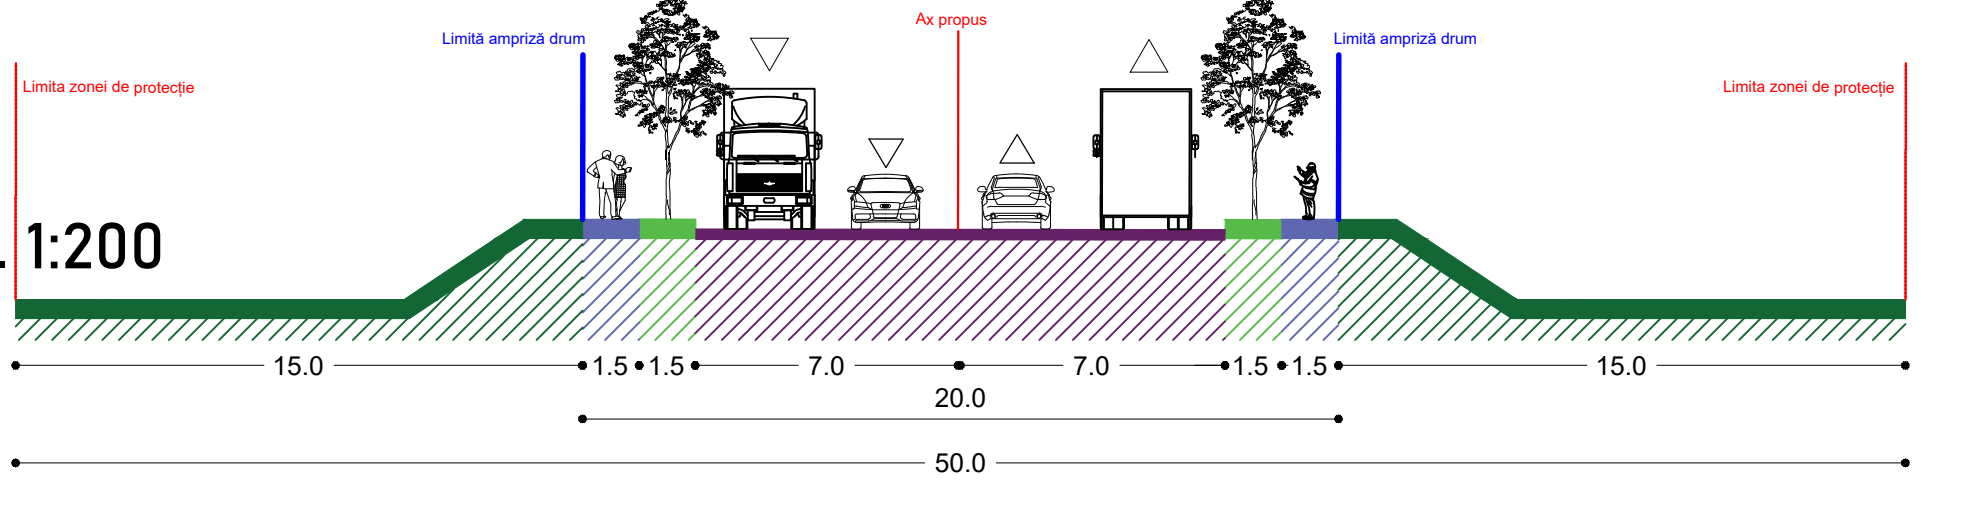 Ax propus
Limită ampriză drum
Limită ampriză drum
Limita zonei de protecție
Limita zonei de protecție
. 1:200
15.0 1.5 1.5 7.0 7.0 1.5 1.5 15.0
20.0
50.0